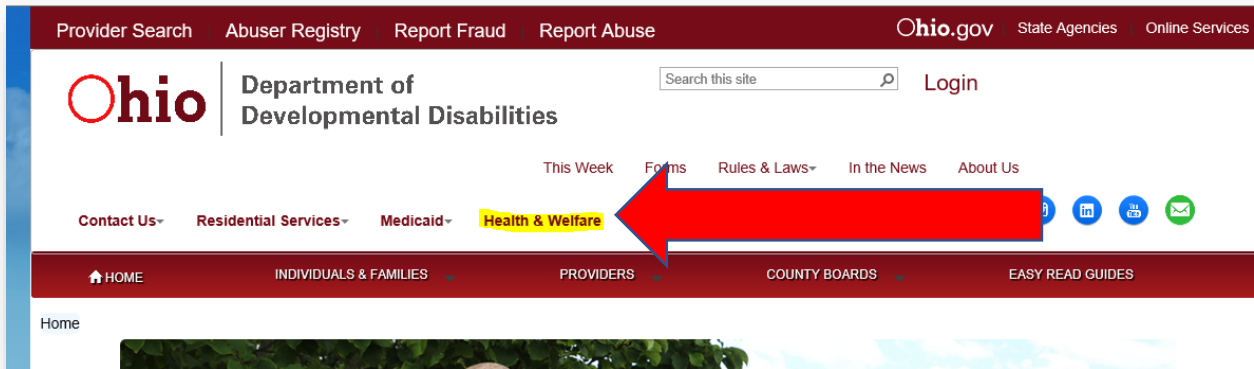 Provider Search Abuser Registry Report Fraud Report Abuse Ohio.gov State Agencies Online Services
Ohio Department of
Developmental Disabilities
Search this site Login
This Week Forms Rules & Laws In the News About Us
Contact Us Residential Services Medicaid Health & Welfare
You Tube
HOME INDIVIDUALS & FAMILIES PROVIDERS COUNTY BOARDS EASY READ GUIDES
Home